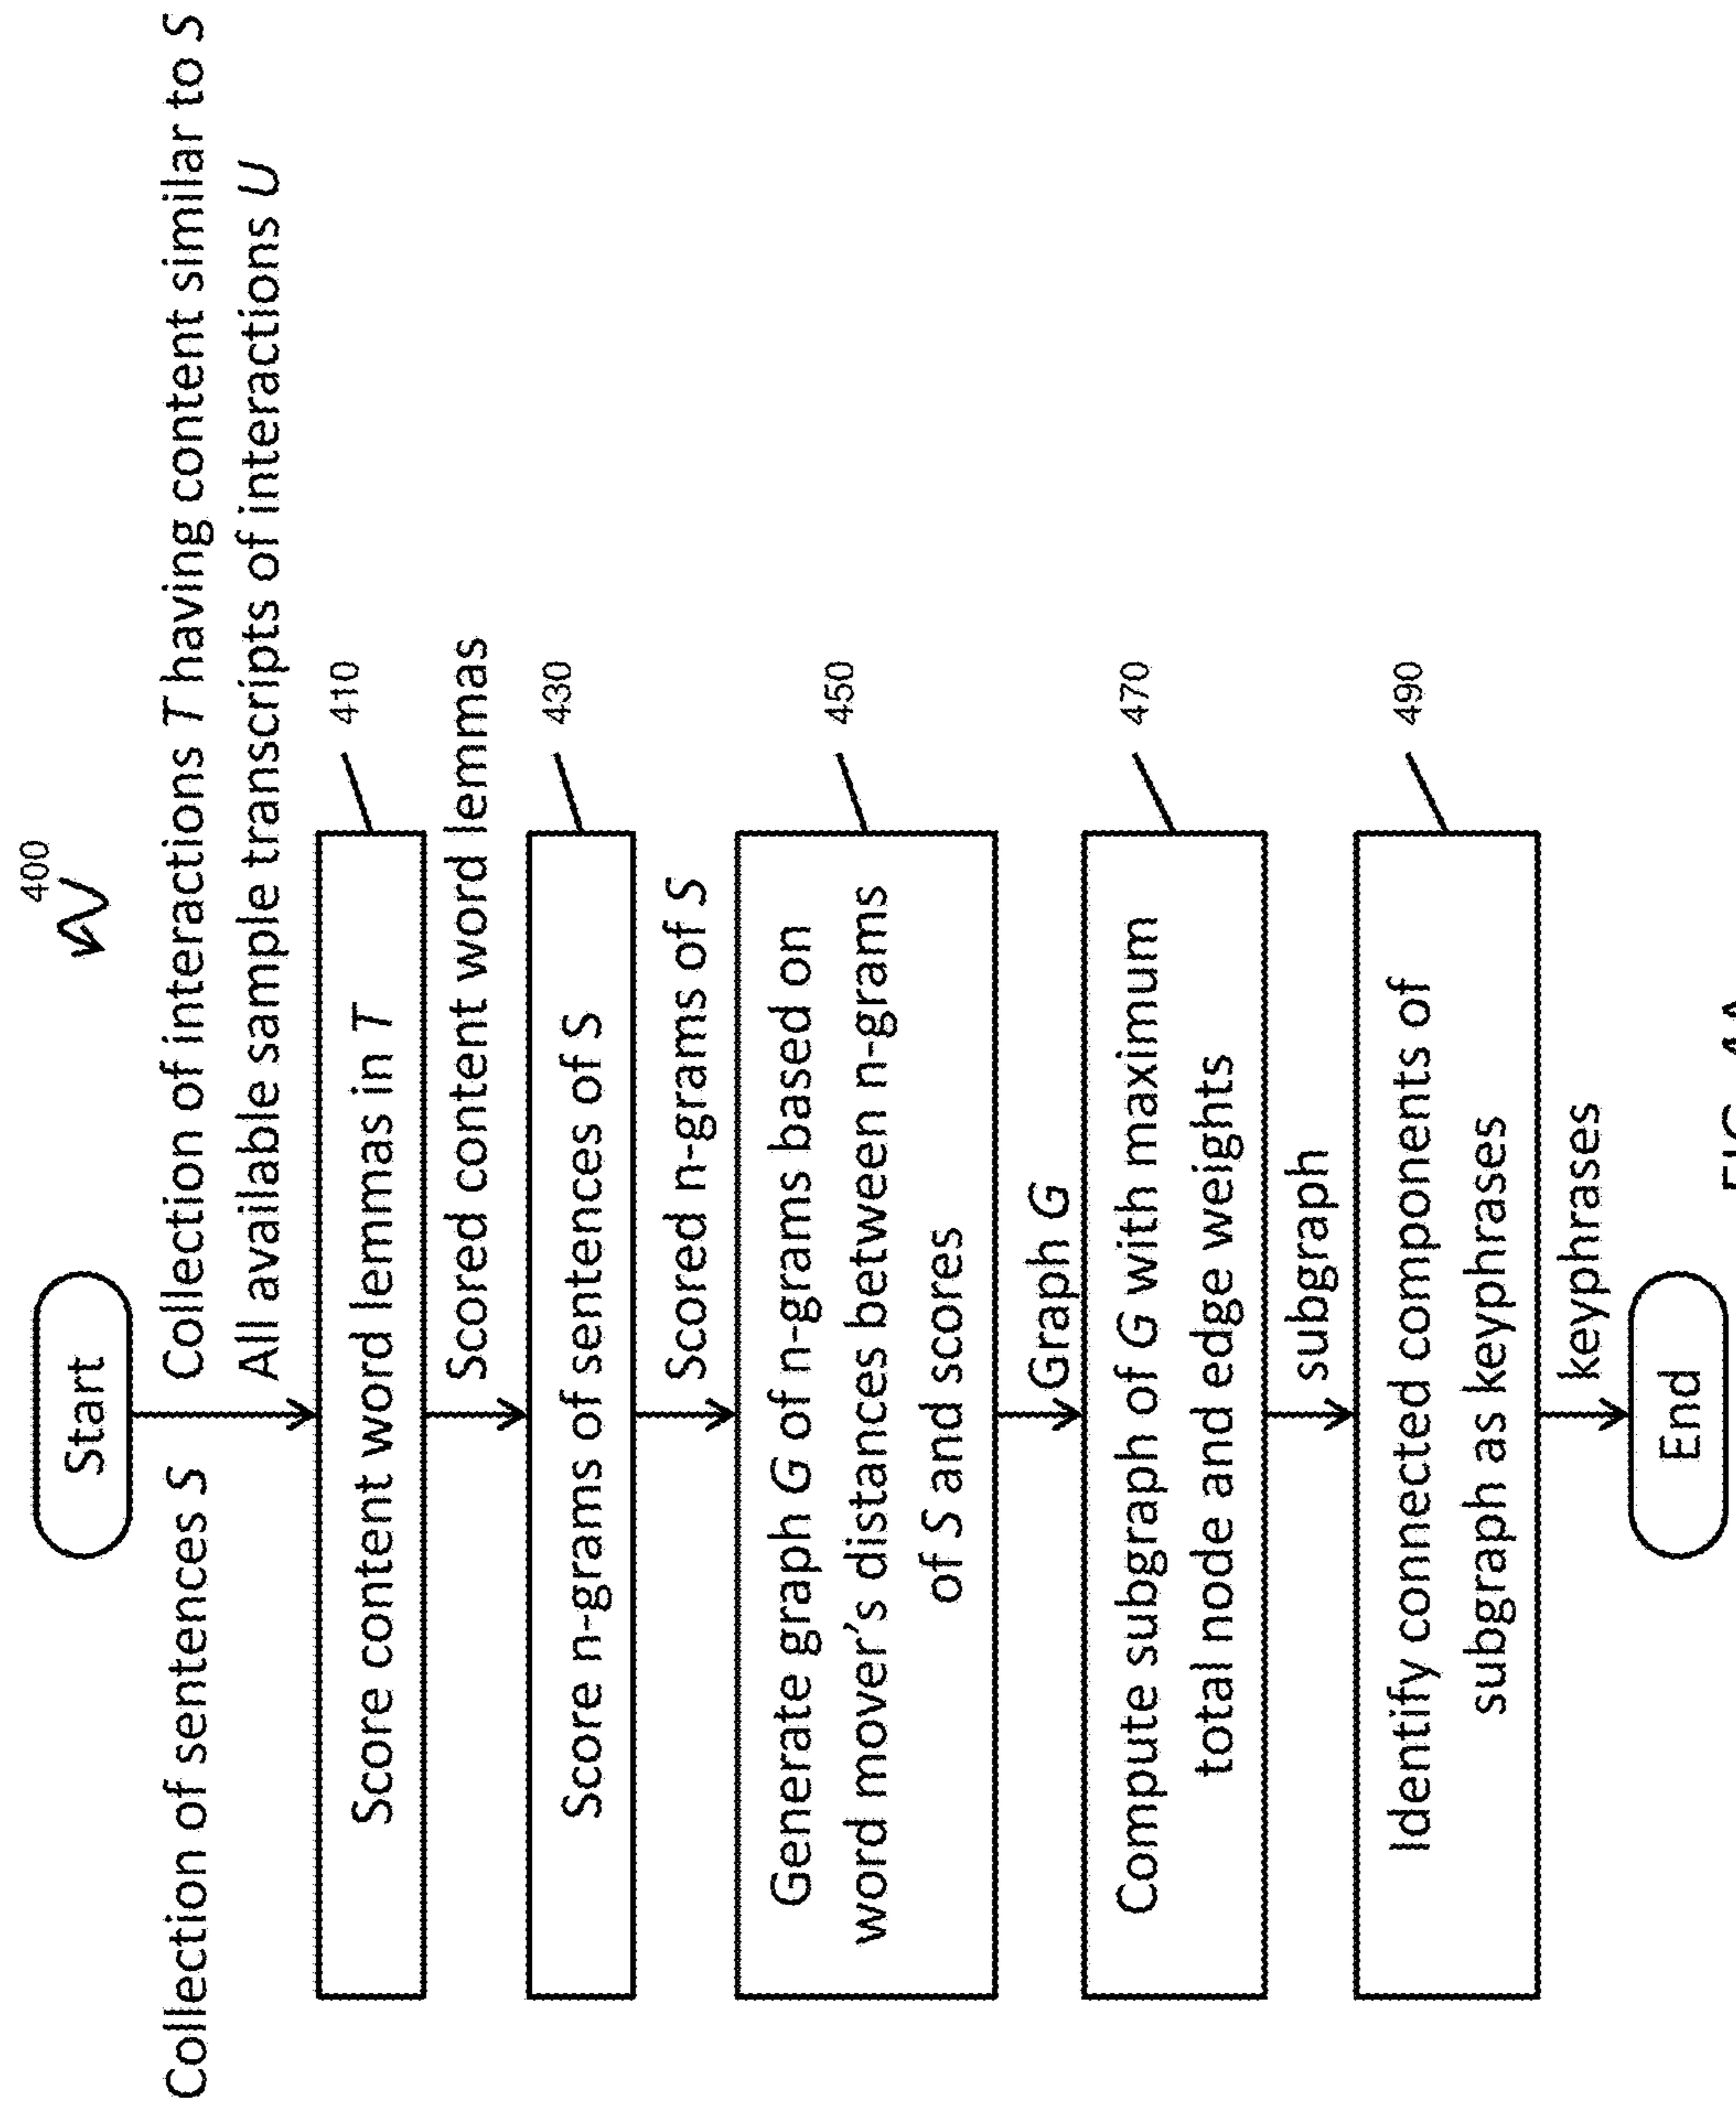 400
Start
Collection of sentences S
Collection of interactions T having content similar to S
All available sample transcripts of interactions U
410
Score content word lemmas in T
Scored content word lemmas
430
Score n-grams of sentences of S
Scored n-grams of S
450
Generate graph G of n-grams based on
word mover's distances between n-grams
of S and scores
Graph G
470
Compute subgraph of G with maximum
total node and edge weights
subgraph
490
Identify connected components of
subgraph as keyphrases
keyphrases
End